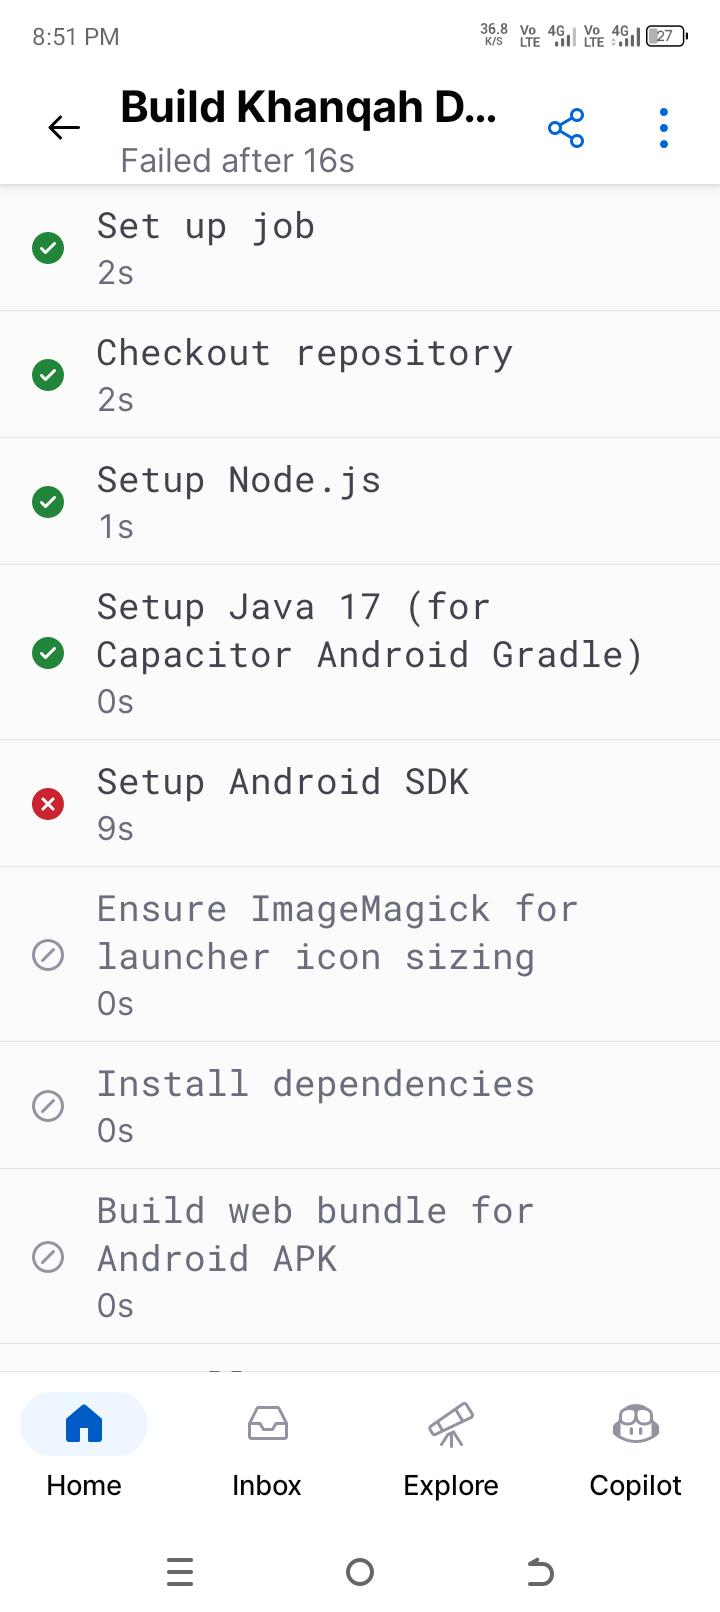 8:51 PM
36.8 K/S Vo LTE 4G Vo LTE 4G 27
Build Khanqah D...
Failed after 16s
Set up job
2s
Checkout repository
2s
Setup Node.js
1s
Setup Java 17 (for
Capacitor Android Gradle)
0s
Setup Android SDK
9s
Ensure ImageMagick for
launcher icon sizing
0s
Install dependencies
0s
Build web bundle for
Android APK
0s
Home
Inbox
Explore
Copilot